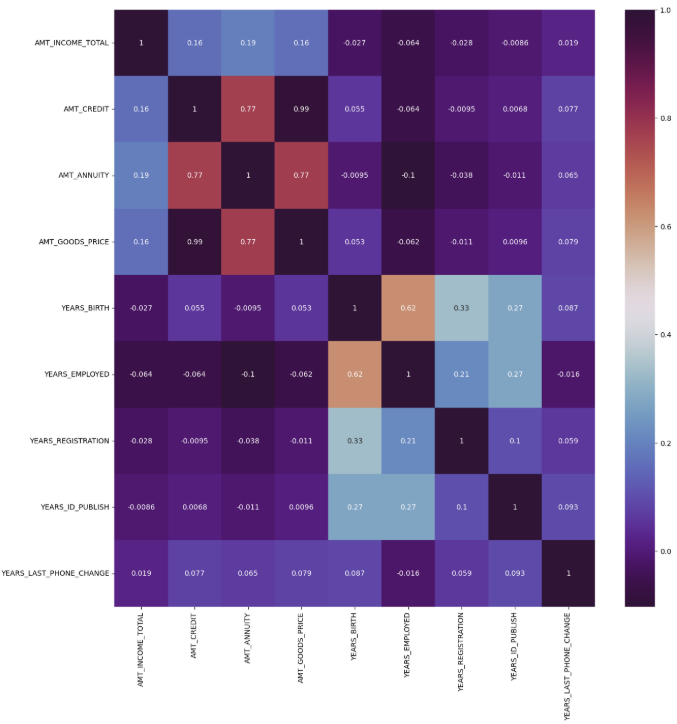 1.0
AMT_INCOME_TOTAL 1 0.16 0.19 0.16 -0.027 -0.064 -0.028 -0.0086 0.019
AMT_CREDIT 0.16 1 0.77 0.99 0.055 -0.064 -0.0095 0.0068 0.077
0.8
AMT_ANNUITY 0.19 0.77 1 0.77 -0.0095 -0.1 -0.038 -0.011 0.065
0.6
AMT_GOODS_PRICE 0.16 0.99 0.77 1 0.053 -0.062 -0.011 0.0096 0.079
YEARS_BIRTH -0.027 0.055 -0.0095 0.053 1 0.62 0.33 0.27 0.087
0.4
YEARS_EMPLOYED -0.064 -0.064 -0.1 -0.062 0.62 1 0.21 0.27 -0.016
YEARS_REGISTRATION -0.028 -0.0095 -0.038 -0.011 0.33 0.21 1 0.1 0.059
0.2
YEARS_ID_PUBLISH -0.0086 0.0068 -0.011 0.0096 0.27 0.27 0.1 1 0.093
0.0
YEARS_LAST_PHONE_CHANGE 0.019 0.077 0.065 0.079 0.087 -0.016 0.059 0.093 1
AMT_INCOME_TOTAL
AMT_CREDIT
AMT_ANNUITY
AMT_GOODS_PRICE
YEARS_BIRTH
YEARS_EMPLOYED
YEARS_REGISTRATION
YEARS_ID_PUBLISH
YEARS_LAST_PHONE_CHANGE